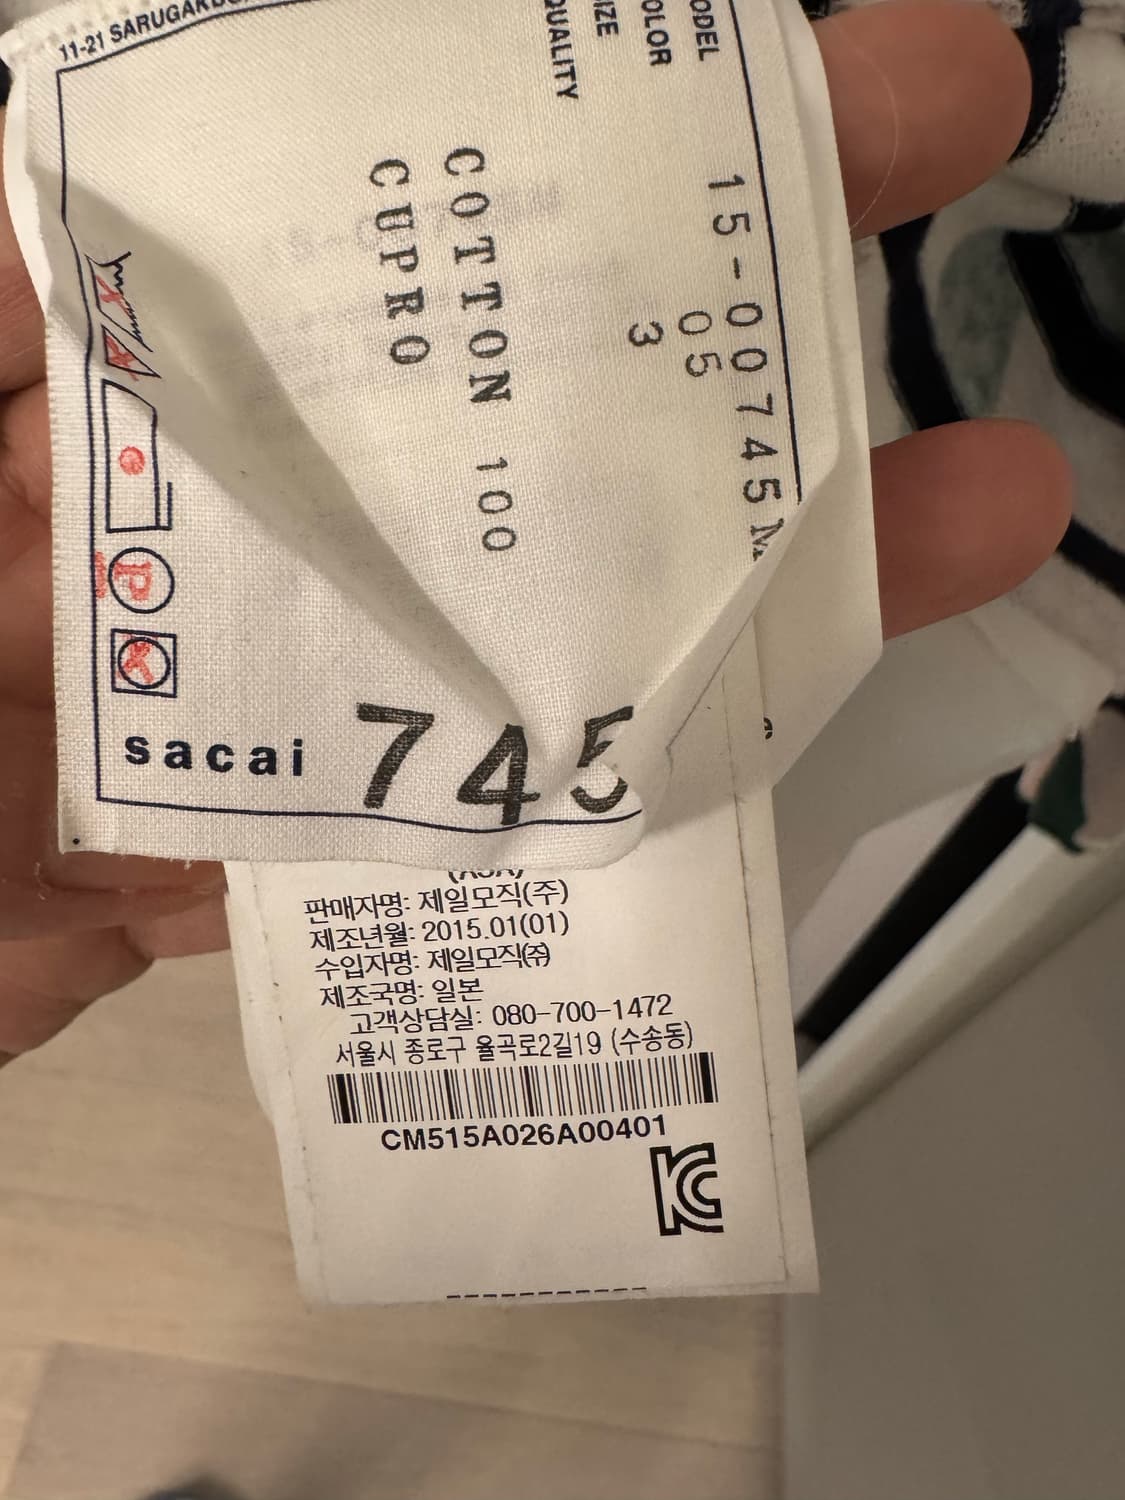 11-21
MODEL 15-00745M
COLOR 05
SIZE 3
QUALITY
COTTON 100
CUPRO
P
sacai 745
판매자명: 제일모직(주)
제조년월: 2015.01(01)
수입자명: 제일모직㈜
제조국명: 일본
고객상담실: 080-700-1472
서울시 종로구 율곡로2길19 (수송동)
CM515A026A00401
KC